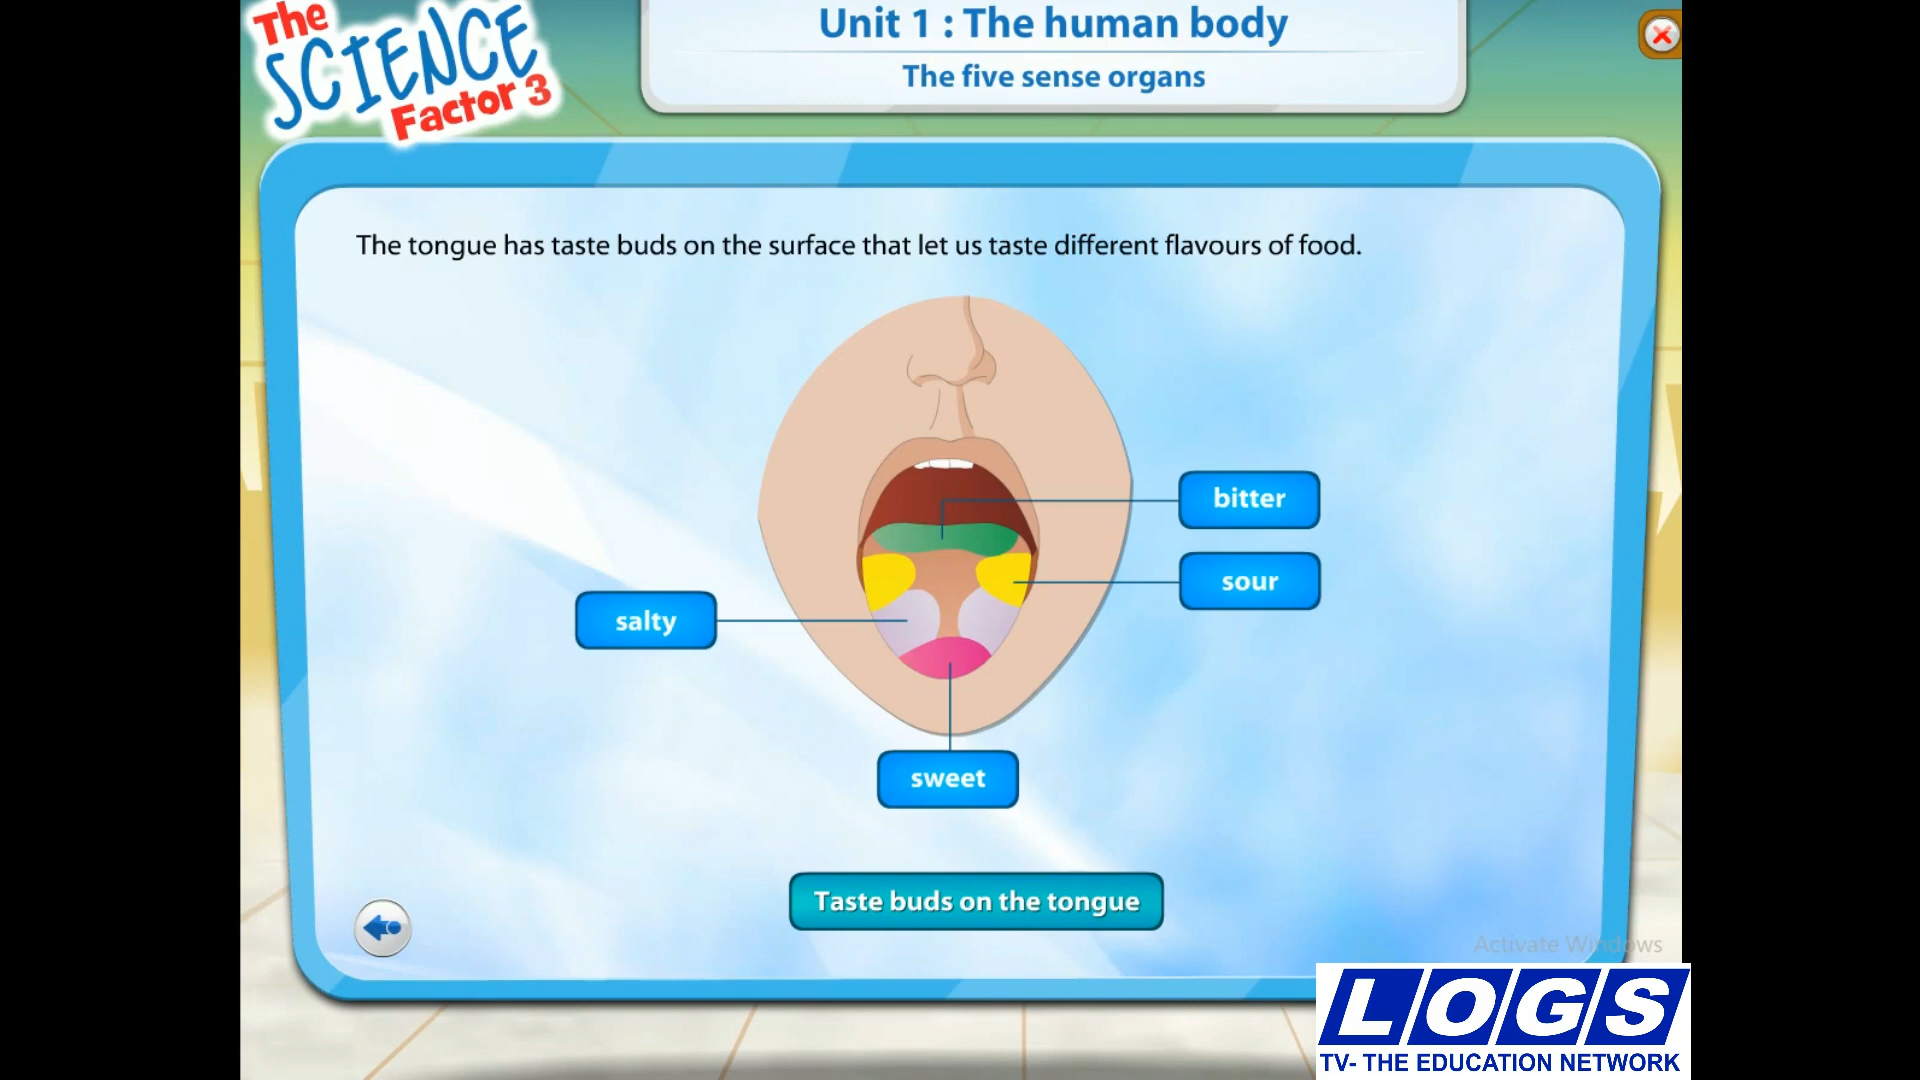 The
SCIENCE
Factor 3
Unit 1 : The human body
The five sense organs
The tongue has taste buds on the surface that let us taste different flavours of food.
bitter
sour
salty
sweet
Taste buds on the tongue
Activate Windows
LOGS
TV- THE EDUCATION NETWORK